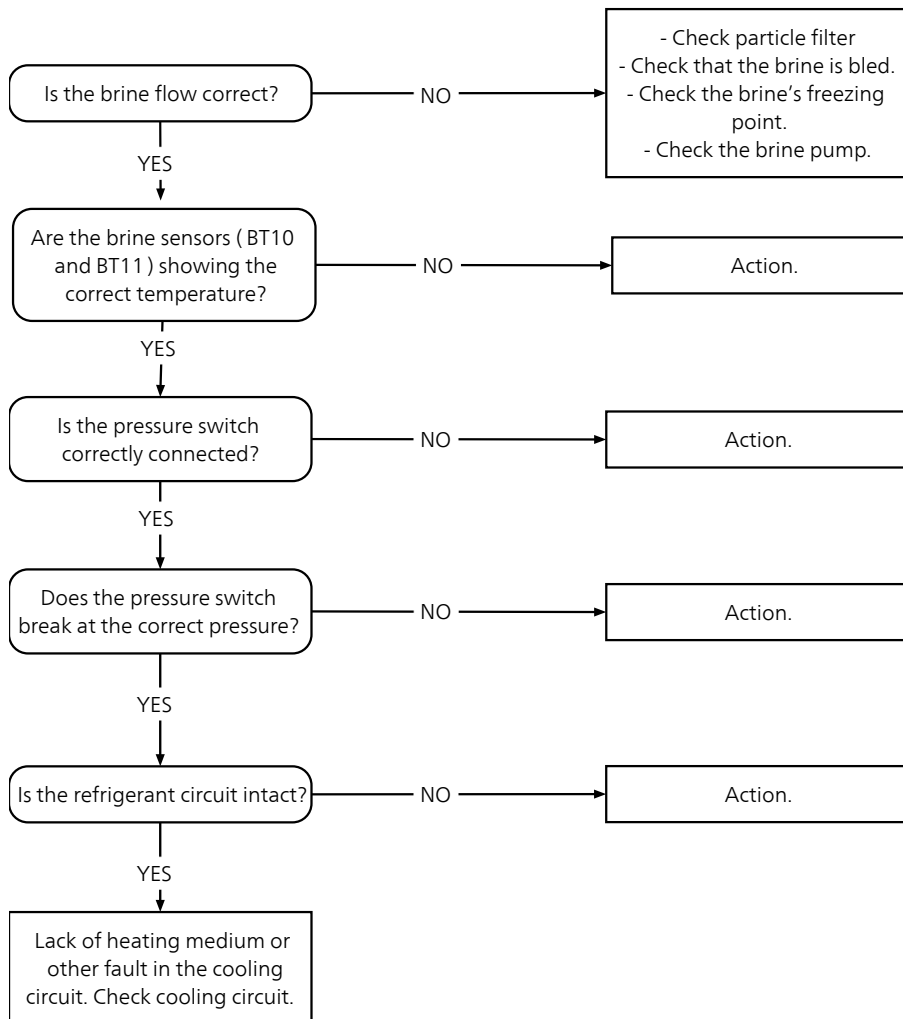 Is the brine flow correct?
NO
- Check particle filter
- Check that the brine is bled.
- Check the brine's freezing
point.
- Check the brine pump.
YES
Are the brine sensors ( BT10
and BT11 ) showing the
correct temperature?
NO
Action.
YES
Is the pressure switch
correctly connected?
NO
Action.
YES
Does the pressure switch
break at the correct pressure?
NO
Action.
YES
Is the refrigerant circuit intact?
NO
Action.
YES
Lack of heating medium or
other fault in the cooling
circuit. Check cooling circuit.